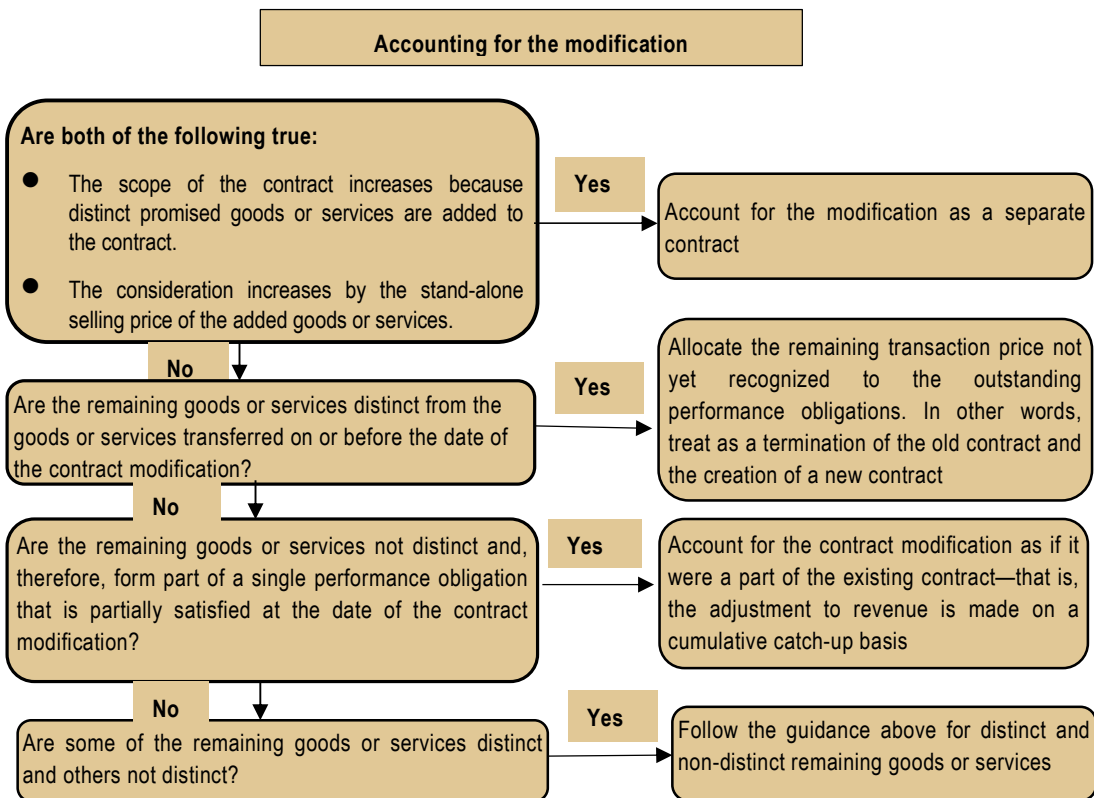 Accounting for the modification
Are both of the following true:
● The scope of the contract increases because
distinct promised goods or services are added to
the contract.
● The consideration increases by the stand-alone
selling price of the added goods or services.
Yes
Account for the modification as a separate
contract
No
Are the remaining goods or services distinct from the
goods or services transferred on or before the date of
the contract modification?
Yes
Allocate the remaining transaction price not
yet recognized to the outstanding
performance obligations. In other words,
treat as a termination of the old contract and
the creation of a new contract
No
Are the remaining goods or services not distinct and,
therefore, form part of a single performance obligation
that is partially satisfied at the date of the contract
modification?
Yes
Account for the contract modification as if it
were a part of the existing contract—that is,
the adjustment to revenue is made on a
cumulative catch-up basis
No
Are some of the remaining goods or services distinct
and others not distinct?
Yes
Follow the guidance above for distinct and
non-distinct remaining goods or services